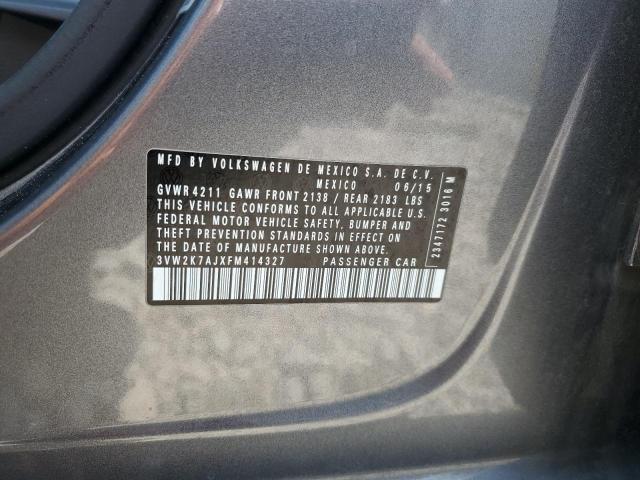 MFD BY VOLKSWAGEN DE MEXICO S.A. DE C.V.
MEXICO 06/15
GVWR 4211 GAWR FRONT 2138 / REAR 2183 LBS
THIS VEHICLE CONFORMS TO ALL APPLICABLE U.S.
FEDERAL MOTOR VEHICLE SAFETY, BUMPER AND
THEFT PREVENTION STANDARDS IN EFFECT ON
THE DATE OF MANUFACTURE SHOWN ABOVE.
3VW2K7AJXFM414327 PASSENGER CAR
2347172 3016 M